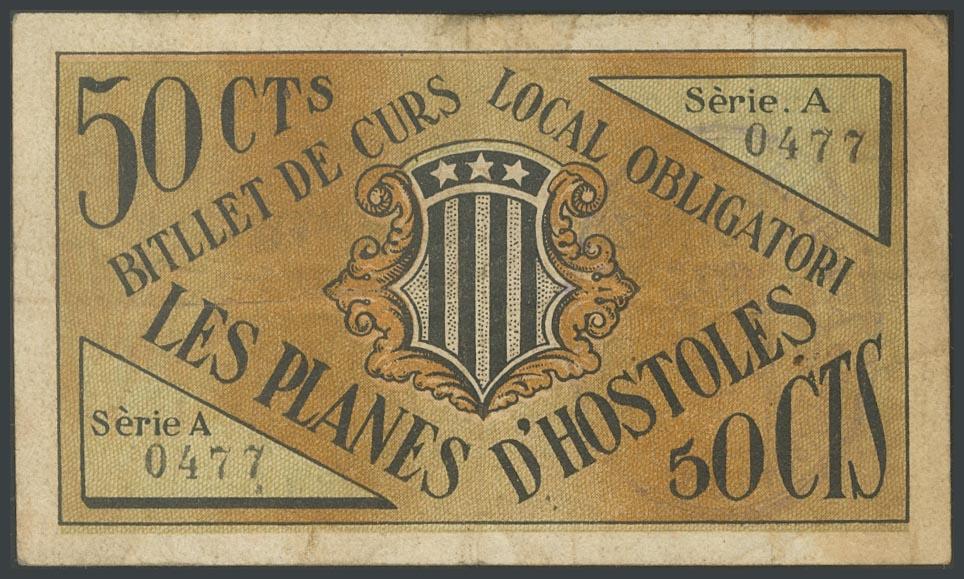 50 CTS
BITLLET DE CURS LOCAL OBLIGATORI
Sèrie. A
0477
LES PLANES D'HOSTOLES
Sèrie A
0477
50 CTS